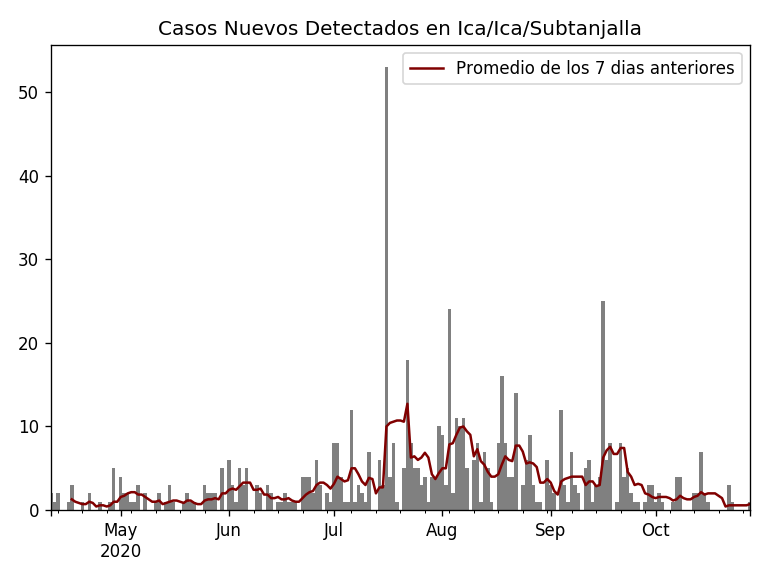 Casos Nuevos Detectados en Ica/Ica/Subtanjalla
Promedio de los 7 dias anteriores
50
40
30
20
10
0
May Jun Jul Aug Sep Oct
2020